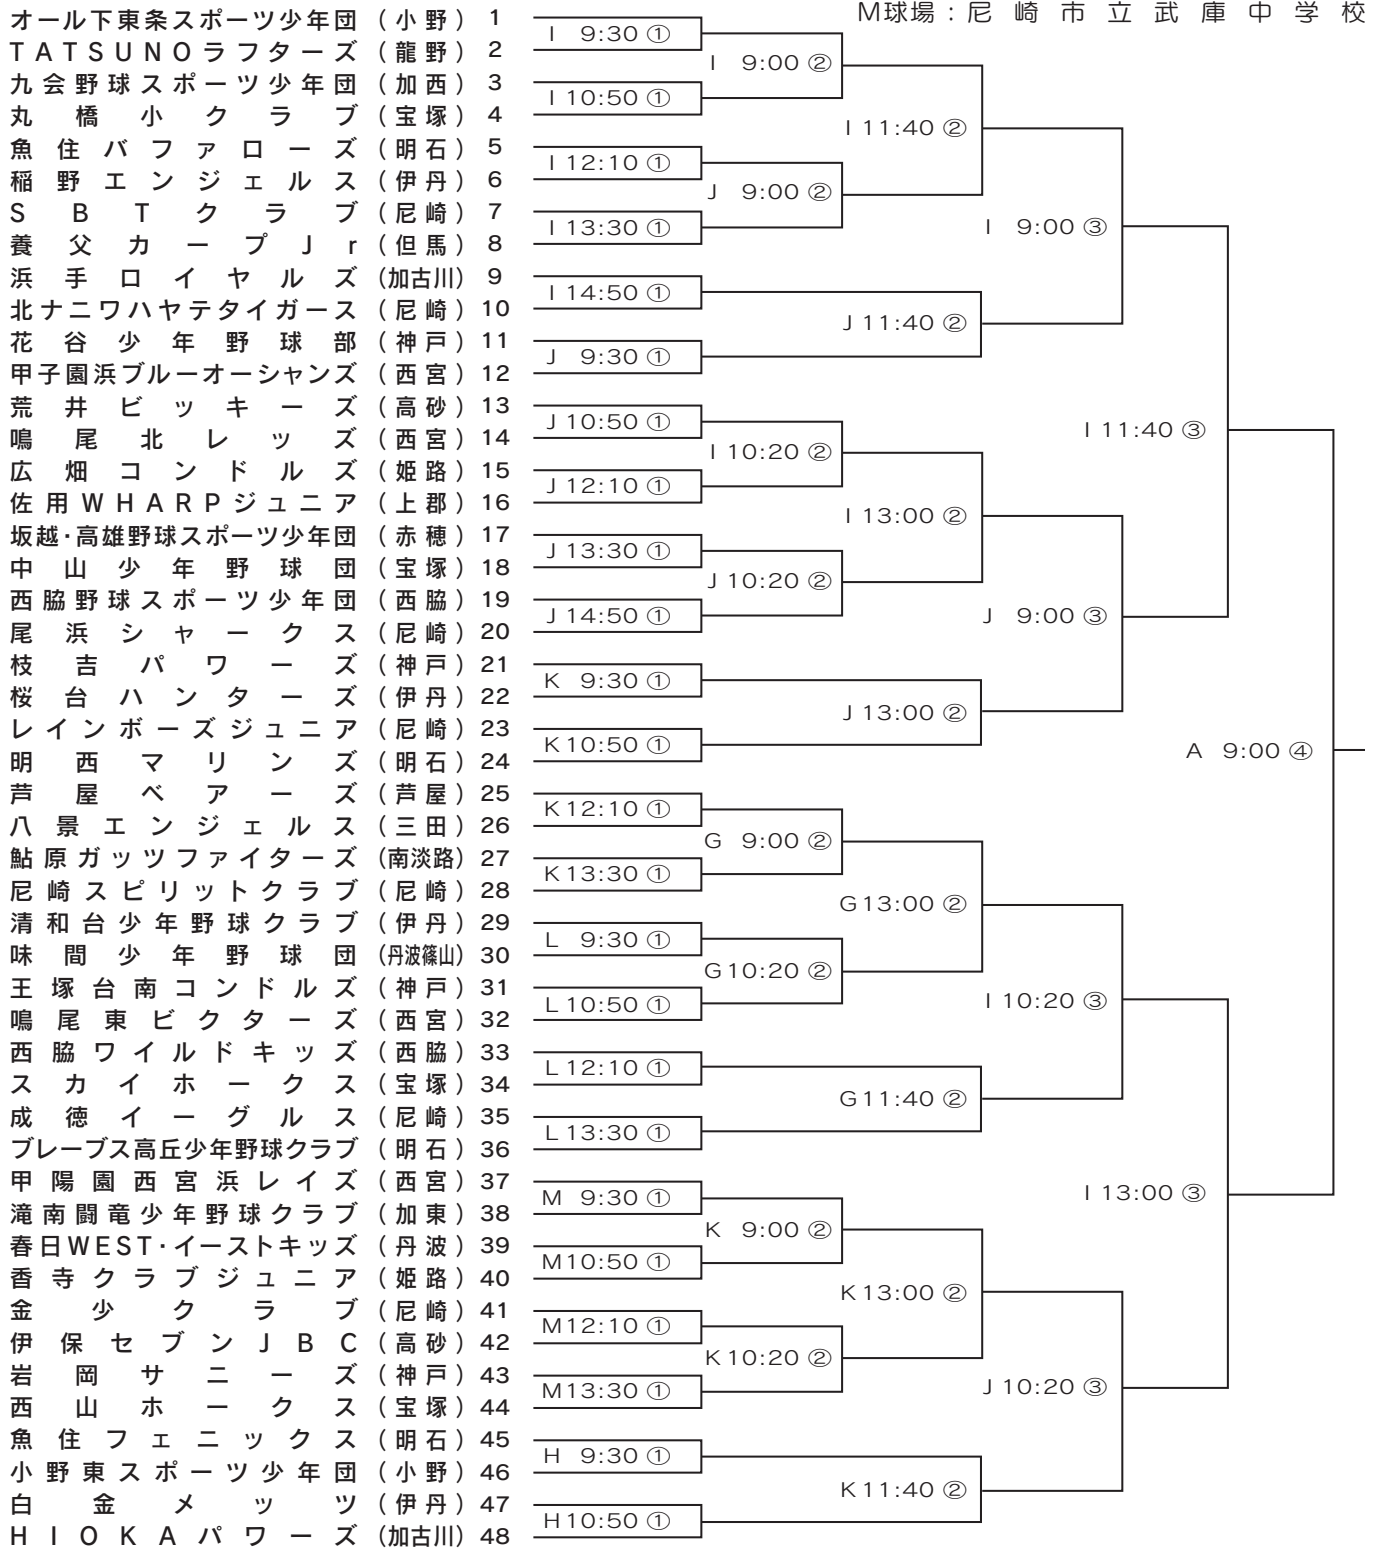 M球場:尼崎市立武庫中学校
オール下東条スポーツ少年団(小野) 1
TATSUNOラフターズ(龍野) 2
九会野球スポーツ少年団(加西) 3
丸橋小クラブ(宝塚) 4
魚住バファローズ(明石) 5
稲野エンジェルス(伊丹) 6
SBTクラブ(尼崎) 7
養父カープJr(但馬) 8
浜手ロイヤルズ(加古川) 9
北ナニワハヤテタイガース(尼崎) 10
花谷少年野球部(神戸) 11
甲子園浜ブルーオーシャンズ(西宮) 12
荒井ビッキーズ(高砂) 13
鳴尾北レッズ(西宮) 14
広畑コンドルズ(姫路) 15
佐用WHARPジュニア(上郡) 16
坂越・高雄野球スポーツ少年団(赤穂) 17
中山少年野球団(宝塚) 18
西脇野球スポーツ少年団(西脇) 19
尾浜シャークス(尼崎) 20
枝吉パワーズ(神戸) 21
桜台ハンターズ(伊丹) 22
レインボーズジュニア(尼崎) 23
明西マリンズ(明石) 24
芦屋ベアーズ(芦屋) 25
八景エンジェルス(三田) 26
鮎原ガッツファイターズ(南淡路) 27
尼崎スピリットクラブ(尼崎) 28
清和台少年野球クラブ(伊丹) 29
味間少年野球団(丹波篠山) 30
王塚台南コンドルズ(神戸) 31
鳴尾東ビクターズ(西宮) 32
西脇ワイルドキッズ(西脇) 33
スカイホークス(宝塚) 34
成徳イーグルス(尼崎) 35
ブレーブス高丘少年野球クラブ(明石) 36
甲陽園西宮浜レイズ(西宮) 37
滝南闘竜少年野球クラブ(加東) 38
春日WEST・イーストキッズ(丹波) 39
香寺クラブジュニア(姫路) 40
金少クラブ(尼崎) 41
伊保セブンJBC(高砂) 42
岩岡サニーズ(神戸) 43
西山ホークス(宝塚) 44
魚住フェニックス(明石) 45
小野東スポーツ少年団(小野) 46
白金メッツ(伊丹) 47
HIOKAパワーズ(加古川) 48
I 9:30 ①
I 10:50 ①
I 12:10 ①
I 13:30 ①
I 14:50 ①
J 9:30 ①
J 10:50 ①
J 12:10 ①
J 13:30 ①
J 14:50 ①
K 9:30 ①
K 10:50 ①
K 12:10 ①
K 13:30 ①
L 9:30 ①
L 10:50 ①
L 12:10 ①
L 13:30 ①
M 9:30 ①
M 10:50 ①
M 12:10 ①
M 13:30 ①
H 9:30 ①
H 10:50 ①
I 9:00 ②
J 9:00 ②
I 10:20 ②
J 10:20 ②
G 9:00 ②
G 10:20 ②
K 9:00 ②
K 10:20 ②
I 11:40 ②
J 11:40 ②
I 13:00 ②
J 13:00 ②
G 13:00 ②
G 11:40 ②
K 13:00 ②
K 11:40 ②
I 9:00 ③
J 9:00 ③
I 10:20 ③
J 10:20 ③
I 11:40 ③
I 13:00 ③
A 9:00 ④